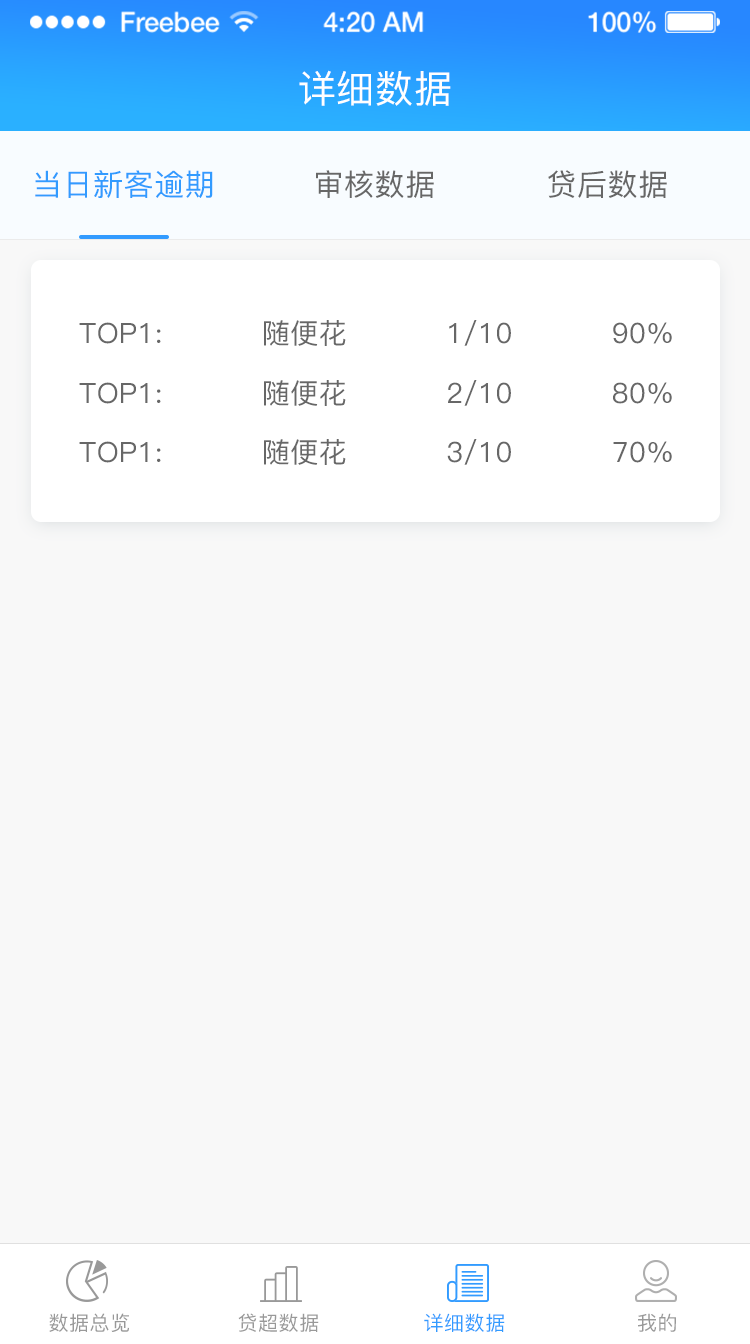 Freebee 4:20 AM 100%
详细数据
当日新客逾期 审核数据 贷后数据
TOP1: 随便花 1/10 90%
TOP1: 随便花 2/10 80%
TOP1: 随便花 3/10 70%
数据总览 贷超数据 详细数据 我的